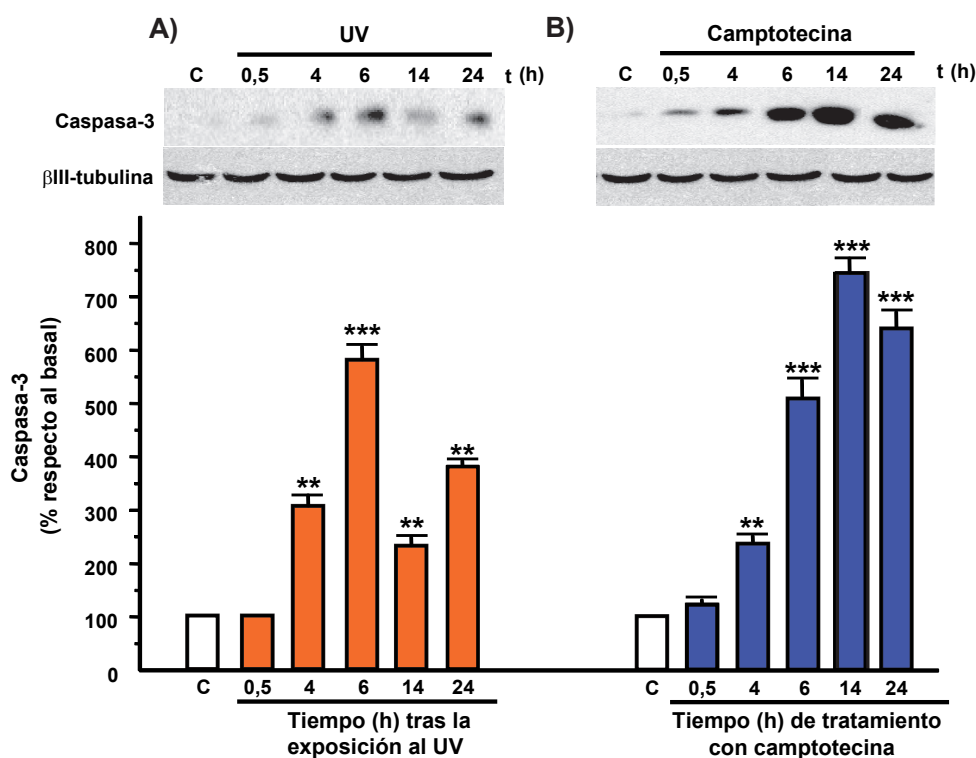 A)
UV
C 0,5 4 6 14 24 t (h)
Caspasa-3
βIII-tubulina
B)
Camptotecina
C 0,5 4 6 14 24 t (h)
Caspasa-3
(% respecto al basal)
800
700
600
500
400
300
200
100
0
** *** ** **
C 0,5 4 6 14 24
Tiempo (h) tras la
exposición al UV
** *** *** ***
C 0,5 4 6 14 24
Tiempo (h) de tratamiento
con camptotecina